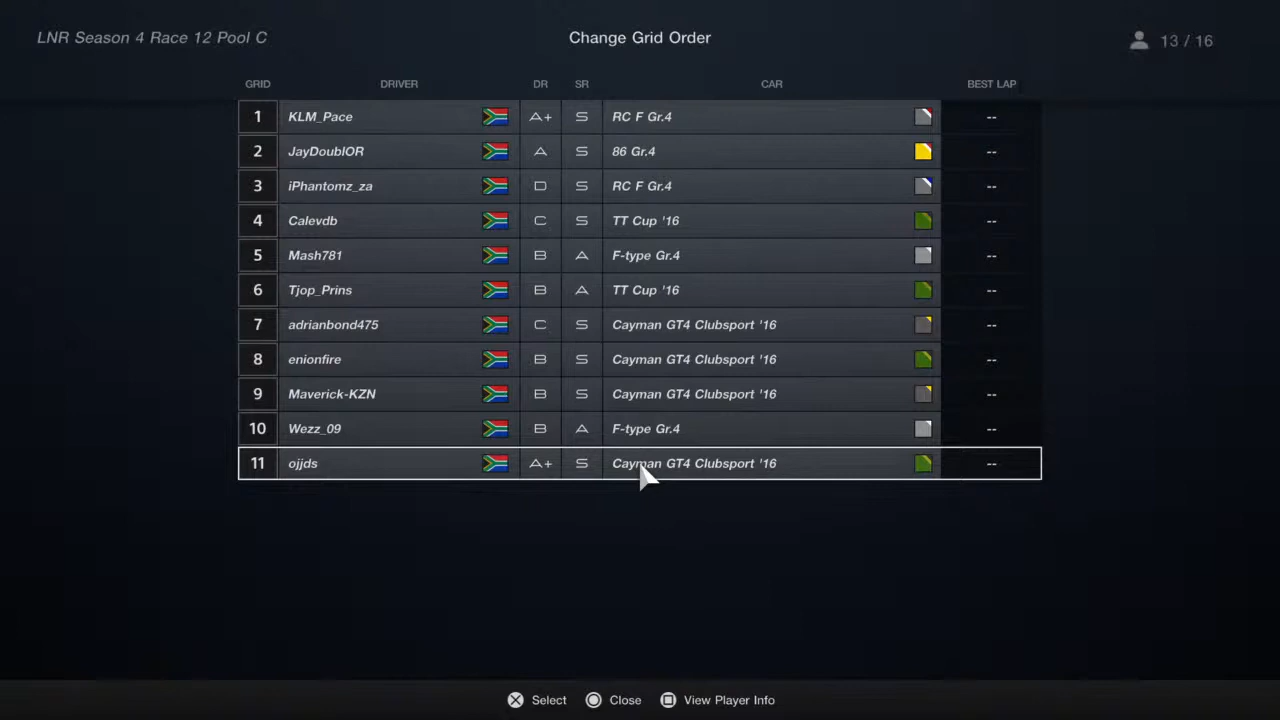 LNR Season 4 Race 12 Pool C
Change Grid Order
13 / 16
GRID DRIVER DR SR CAR BEST LAP
1 KLM_Pace A+ S RC F Gr.4 --
2 JayDoublOR A S 86 Gr.4 --
3 iPhantomz_za D S RC F Gr.4 --
4 Calevdb C S TT Cup '16 --
5 Mash781 B A F-type Gr.4 --
6 Tjop_Prins B A TT Cup '16 --
7 adrianbond475 C S Cayman GT4 Clubsport '16 --
8 enionfire B S Cayman GT4 Clubsport '16 --
9 Maverick-KZN B S Cayman GT4 Clubsport '16 --
10 Wezz_09 B A F-type Gr.4 --
11 ojjds A+ S Cayman GT4 Clubsport '16 --
Select Close View Player Info